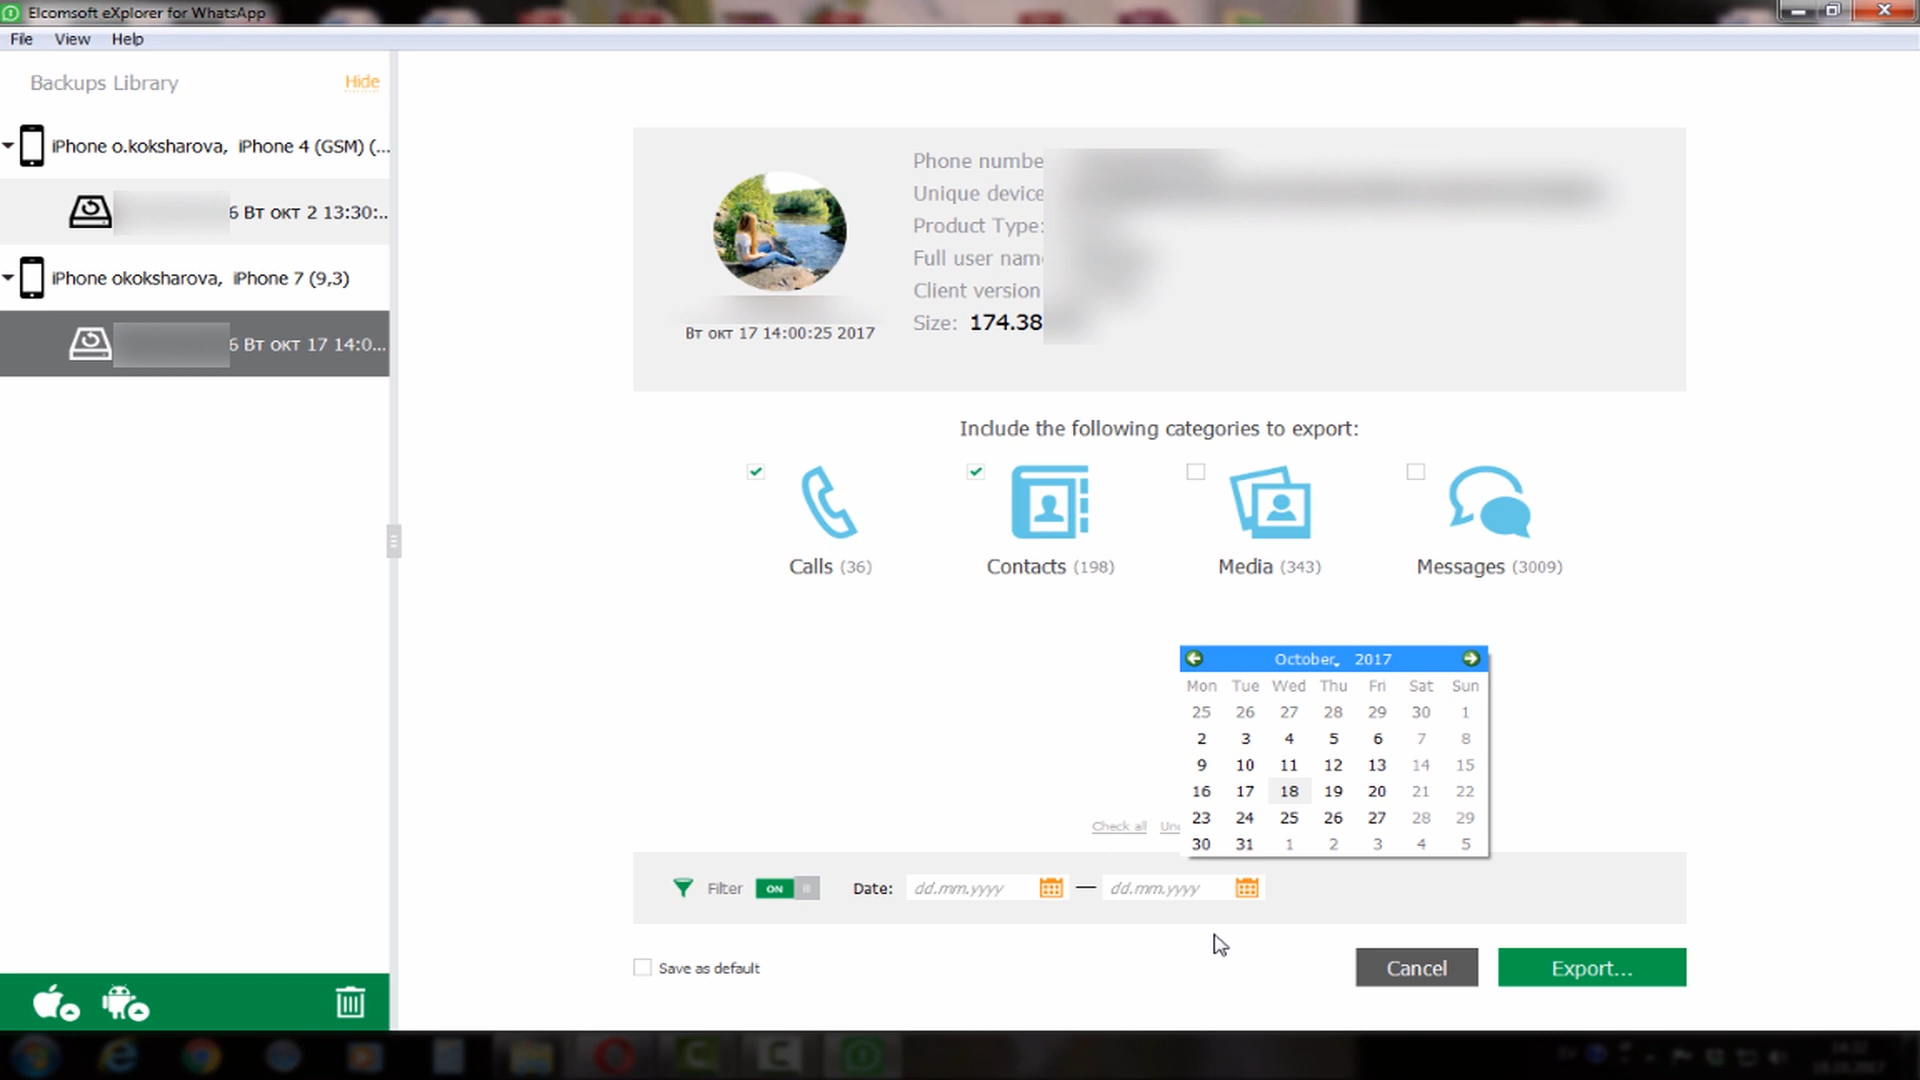 Elcomsoft eXplorer for WhatsApp
File View Help
Backups Library Hide
iPhone o.koksharova, iPhone 4 (GSM) (...
6 Вт окт 2 13:30:..
iPhone okoksharova, iPhone 7 (9,3)
6 Вт окт 17 14:0...
Phone numbe
Unique device
Product Type:
Full user nam
Client version
Size: 174.38
Вт окт 17 14:00:25 2017
Include the following categories to export:
Calls (36) Contacts (198) Media (343) Messages (3009)
October, 2017
Mon Tue Wed Thu Fri Sat Sun
25 26 27 28 29 30 1
2 3 4 5 6 7 8
9 10 11 12 13 14 15
16 17 18 19 20 21 22
23 24 25 26 27 28 29
30 31 1 2 3 4 5
Check all Un
Filter ON Date: dd.mm.yyyy — dd.mm.yyyy
Save as default Cancel Export...